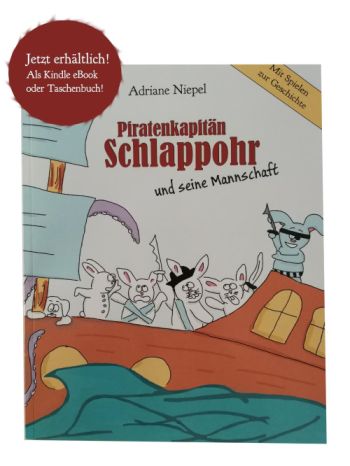 Jetzt erhältlich!
Als Kindle eBook
oder Taschenbuch!
Adriane Niepel
Mit Spielen
zur Geschichte
Piratenkapitän
Schlappohr
und seine Mannschaft